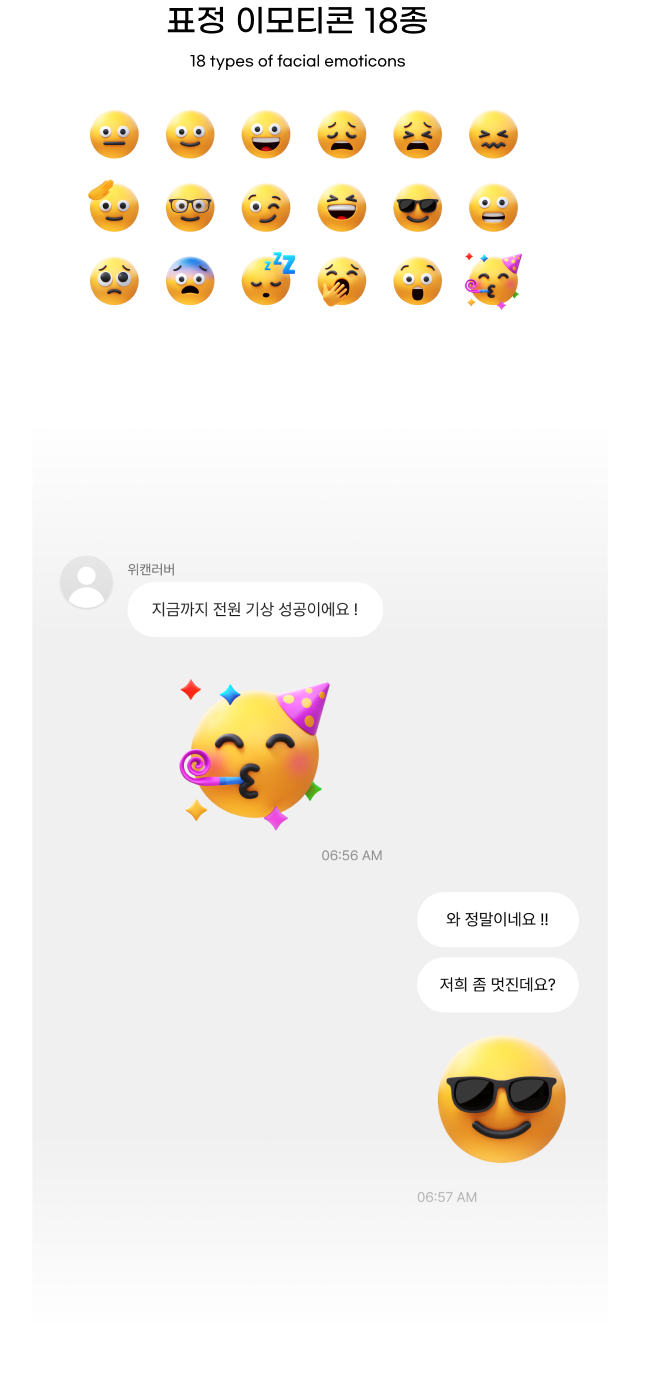 표정 이모티콘 18종
18 types of facial emoticons
위캔러버
지금까지 전원 기상 성공이에요 !
06:56 AM
와 정말이네요 !!
저희 좀 멋진데요?
06:57 AM